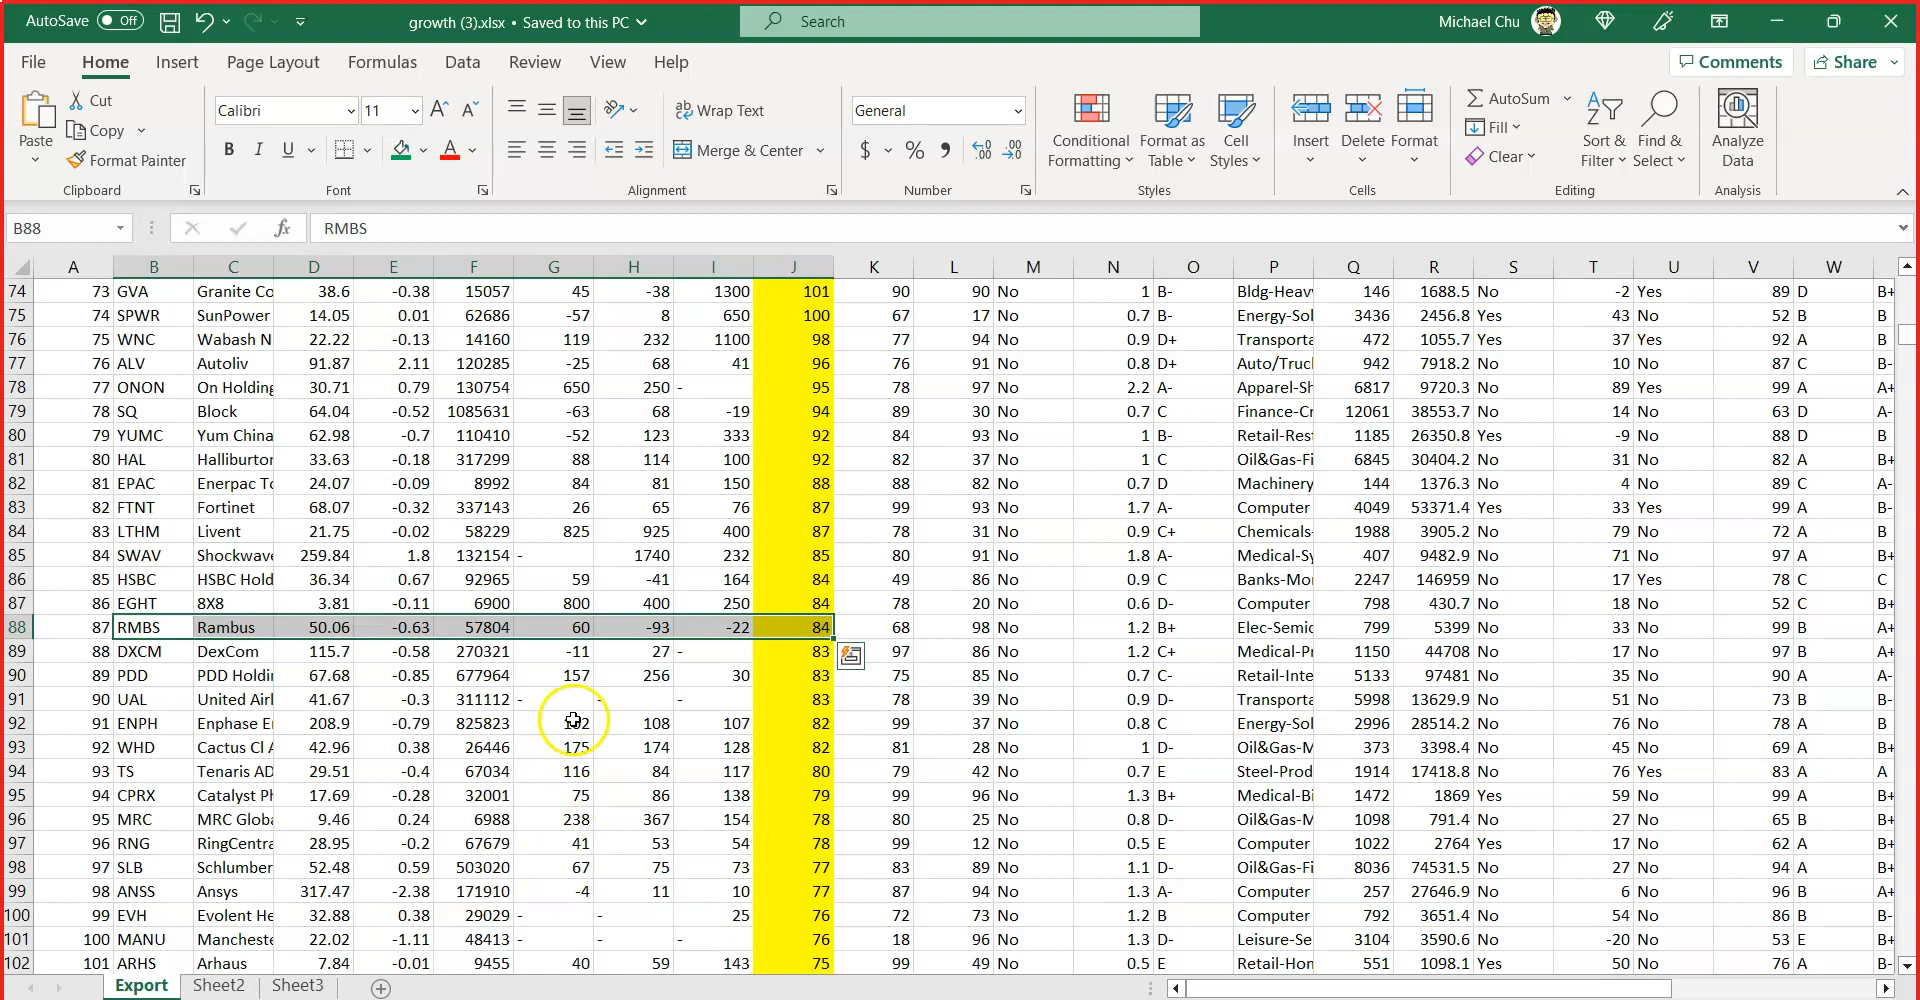 AutoSave Off growth (3).xlsx • Saved to this PC Search Michael Chu
File Home Insert Page Layout Formulas Data Review View Help Comments Share
Paste Cut Copy Format Painter Clipboard
Calibri 11 A^ A B I U A Font
Wrap Text Merge & Center Alignment
General $ % , Number
Conditional Formatting Format as Table Cell Styles Styles
Insert Delete Format Cells
AutoSum Fill Clear Sort & Filter Find & Select Editing
Analyze Data Analysis
B88 fx RMBS
A B C D E F G H I J K L M N O P Q R S T U V W
74 73 GVA Granite Co 38.6 -0.38 15057 45 -38 1300 101 90 90 No 1 B- Bldg-Heav 146 1688.5 No -2 Yes 89 D B+
75 74 SPWR SunPower 14.05 0.01 62686 -57 8 650 100 67 17 No 0.7 B- Energy-Sol 3436 2456.8 Yes 43 No 52 B B
76 75 WNC Wabash N 22.22 -0.13 14160 119 232 1100 98 77 94 No 0.9 D+ Transporta 472 1055.7 Yes 37 Yes 92 A B
77 76 ALV Autoliv 91.87 2.11 120285 -25 68 41 96 76 91 No 0.8 D+ Auto/Truc 942 7918.2 No 10 No 87 C B-
78 77 ONON On Holding 30.71 0.79 130754 650 250 - 95 78 97 No 2.2 A- Apparel-Sh 6817 9720.3 No 89 Yes 99 A A+
79 78 SQ Block 64.04 -0.52 1085631 -63 68 -19 94 89 30 No 0.7 C Finance-Cr 12061 38553.7 No 14 No 63 D A-
80 79 YUMC Yum China 62.98 -0.7 110410 -52 123 333 92 84 93 No 1 B- Retail-Rest 1185 26350.8 Yes -9 No 88 D B
81 80 HAL Halliburton 33.63 -0.18 317299 88 114 100 92 82 37 No 1 C Oil&Gas-Fi 6845 30404.2 No 31 No 82 A B+
82 81 EPAC Enerpac To 24.07 -0.09 8992 84 81 150 88 88 82 No 0.7 D Machinery 144 1376.3 No 4 No 89 C A-
83 82 FTNT Fortinet 68.07 -0.32 337143 26 65 76 87 99 93 No 1.7 A- Computer 4049 53371.4 Yes 33 Yes 99 A B-
84 83 LTHM Livent 21.75 -0.02 58229 825 925 400 87 78 31 No 0.9 C+ Chemicals- 1988 3905.2 No 79 No 72 A B
85 84 SWAV Shockwave 259.84 1.8 132154 - 1740 232 85 80 91 No 1.8 A- Medical-Sy 407 9482.9 No 71 No 97 A B+
86 85 HSBC HSBC Hold 36.34 0.67 92965 59 -41 164 84 49 86 No 0.9 C Banks-Mo 2247 146959 No 17 Yes 78 C C
87 86 EGHT 8X8 3.81 -0.11 6900 800 400 250 84 78 20 No 0.6 D- Computer 798 430.7 No 18 No 52 C B+
88 87 RMBS Rambus 50.06 -0.63 57804 60 -93 -22 84 68 98 No 1.2 B+ Elec-Semic 799 5399 No 33 No 99 B A+
89 88 DXCM DexCom 115.7 -0.58 270321 -11 27 - 83 97 86 No 1.2 C+ Medical-Pr 1150 44708 No 17 No 97 B A+
90 89 PDD PDD Holdin 67.68 -0.85 677964 157 256 30 83 75 85 No 0.9 C- Retail-Inte 5133 97481 No 35 No 90 A A-
91 90 UAL United Airl 41.67 -0.3 311112 - - - 83 78 39 No 0.9 D- Transporta 5998 13629.9 No 51 No 73 B B
92 91 ENPH Enphase E 208.9 -0.79 825823 108 107 82 99 37 No 0.8 C Energy-Sol 2996 28514.2 No 76 No 78 A B
93 92 WHD Cactus Cl A 42.96 0.38 26446 175 174 128 82 81 28 No 1 D- Oil&Gas-M 373 3398.4 No 45 No 69 A B+
94 93 TS Tenaris AD 29.51 -0.4 67034 116 84 117 80 79 42 No 0.7 E Steel-Prod 1914 17418.8 No 76 Yes 83 A A
95 94 CPRX Catalyst Ph 17.69 -0.28 32001 75 86 138 79 99 96 No 1.3 B+ Medical-Bi 1472 1869 Yes 59 No 99 A B+
96 95 MRC MRC Globa 9.46 0.24 6988 238 367 154 78 80 25 No 0.8 D- Oil&Gas-M 1098 791.4 No 27 No 65 B B+
97 96 RNG RingCentra 28.95 -0.2 67679 41 53 54 78 99 12 No 0.5 E Computer 1022 2764 Yes 17 No 62 A B+
98 97 SLB Schlumber 52.48 0.59 503020 67 75 73 77 83 89 No 1.1 D- Oil&Gas-Fi 8036 74531.5 No 27 No 94 A B+
99 98 ANSS Ansys 317.47 -2.38 171910 -4 11 10 77 87 94 No 1.3 A- Computer 257 27646.9 No 6 No 96 B A+
100 99 EVH Evolent He 32.88 0.38 29029 - - 25 76 72 73 No 1.2 B Computer 792 3651.4 No 54 No 86 B B-
101 100 MANU Mancheste 22.02 -1.11 48413 - - - 76 18 96 No 1.3 D- Leisure-Se 3104 3590.6 No -20 No 53 E B+
102 101 ARHS Arhaus 7.84 -0.01 9455 40 59 143 75 99 49 No 0.5 E Retail-Hon 551 1098.1 Yes 50 No 76 A B-
Export Sheet2 Sheet3